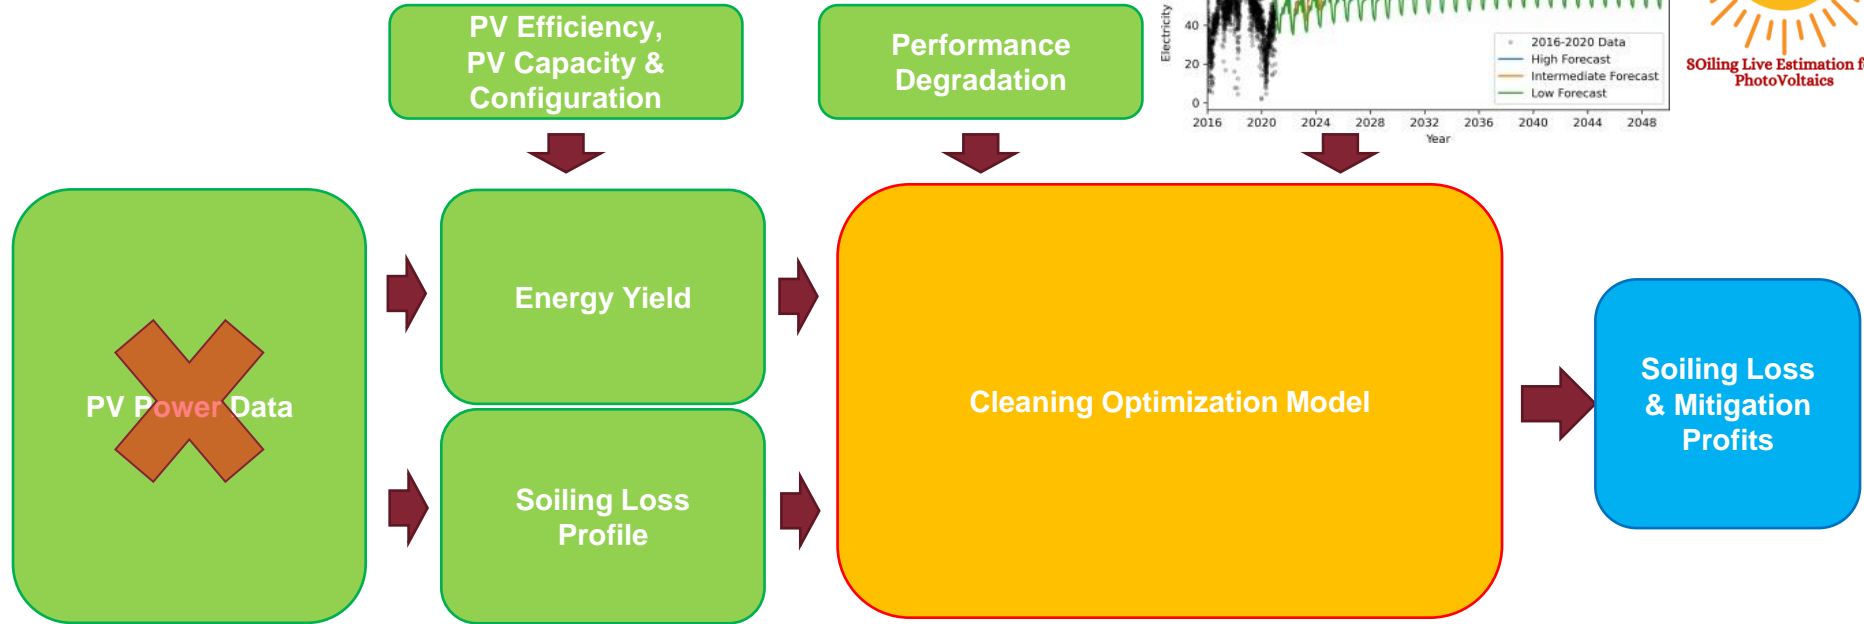 PV Efficiency,
PV Capacity &
Configuration
Performance
Degradation
Electricity
40
20
0
2016-2020 Data
High Forecast
Intermediate Forecast
Low Forecast
2016 2020 2024 2028 2032 2036 2040 2044 2048
Year
SOiling Live Estimation
PhotoVoltaics
PV Power Data
Energy Yield
Soiling Loss
Profile
Cleaning Optimization Model
Soiling Loss
& Mitigation
Profits